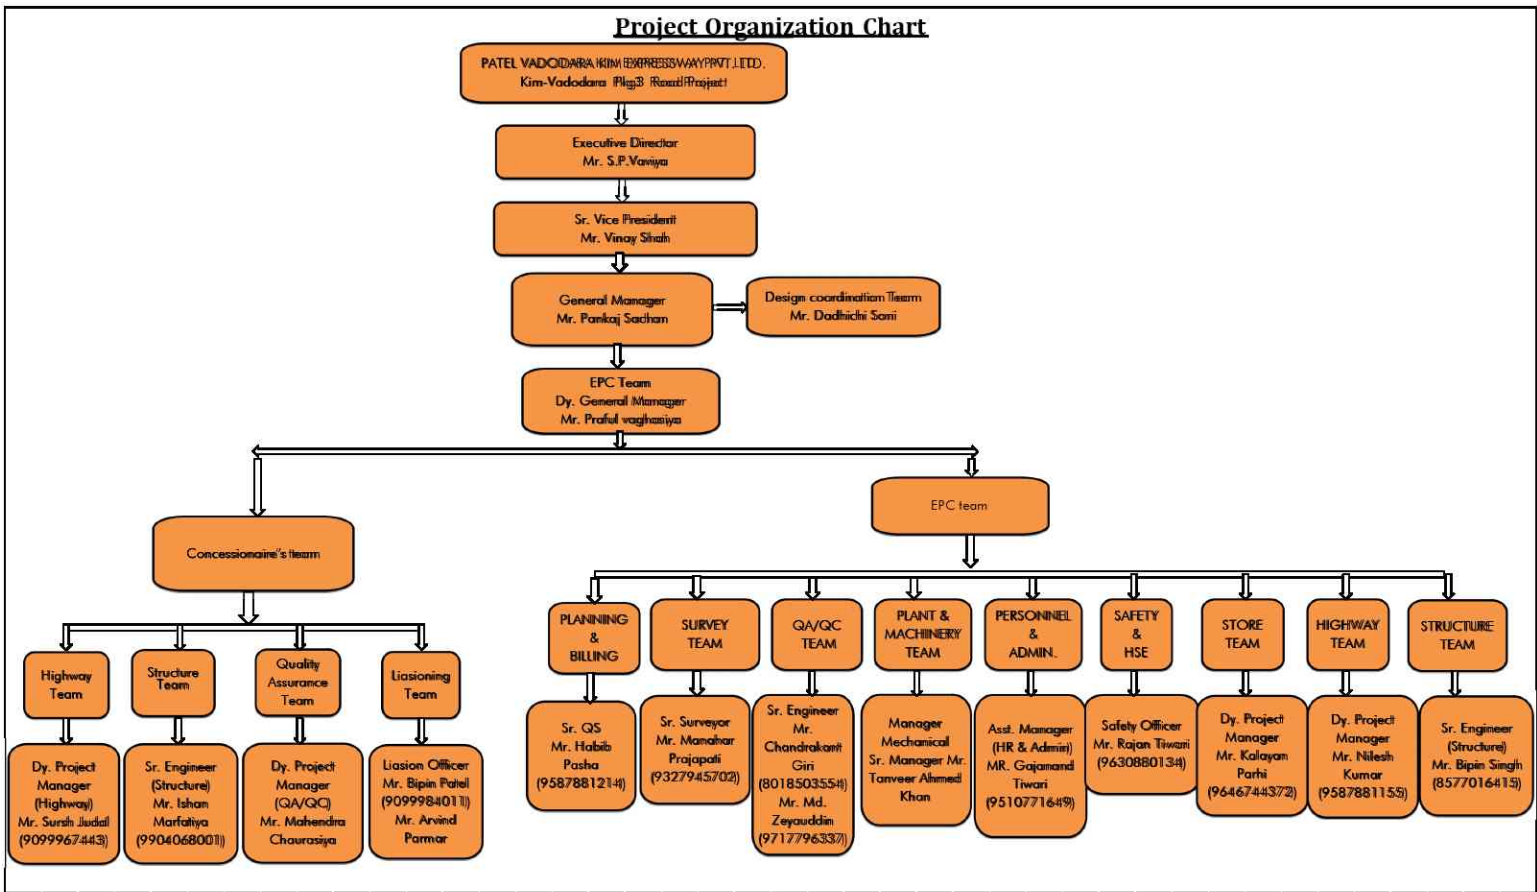 Project Organization Chart
PATEL VADODARA KIM EXPRESSWAY PVT. LTD.
Kim-Vadodara Pkg3 Road Project
Executive Director
Mr. S.P.Vaviya
Sr. Vice President
Mr. Vinay Shah
General Manager
Mr. Pankaj Sadhan
Design coordination Team
Mr. Dadhichi Soni
EPC Team
Dy. General Manager
Mr. Praful vaghasiya
EPC team
Concessionaire"s team
Highway
Team
Structure
Team
Quality
Assurance
Team
Liasioning
Team
Dy. Project
Manager
(Highway)
Mr. Sursh
(9099967443)
Sr. Engineer
(Structure)
Mr. Ishan
Marfatiya
(9904068001)
Dy. Project
Manager
(QA/QC)
Mr. Mahendra
Chaurasiya
Liasion Officer
Mr. Bipin Patel
(9099984011)
Mr. Arvind
Parmar
PLANNING
&
BILLING
SURVEY
TEAM
QA/QC
TEAM
PLANT &
MACHINERY
TEAM
PERSONNEL
&
ADMIN.
SAFETY
&
HSE
STORE
TEAM
HIGHWAY
TEAM
STRUCTURE
TEAM
Sr. QS
Mr. Habib
Pasha
(9587881214)
Sr. Surveyor
Mr. Manahar
Prajapati
(9327945702)
Sr. Engineer
Mr.
Chandrakant
Giri
(8018503554)
Mr. Md.
Zeyauddin
(9717796337)
Manager
Mechanical
Sr. Manager Mr.
Tanveer Ahmed
Khan
Asst. Manager
(HR & Admin)
MR. Gajanand
Tiwari
(9510771649)
Safety Officer
Mr. Rajan Tiwari
(9630880134)
Dy. Project
Manager
Mr. Kalayam
Parhi
(9646744372)
Dy. Project
Manager
Mr. Nilesh
Kumar
(9587881155)
Sr. Engineer
(Structure)
Mr. Bipin Singh
(8577016415)